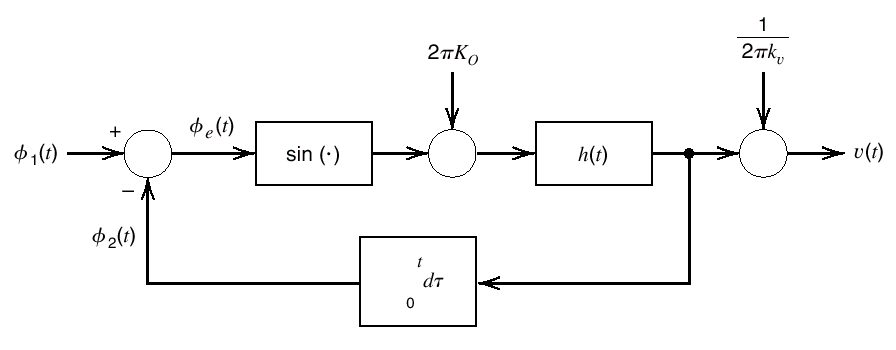 2πK_O
1
2πk_v
ϕ_1(t)
+
ϕ_e(t)
sin (·)
h(t)
v(t)
−
ϕ_2(t)
t
dτ
0